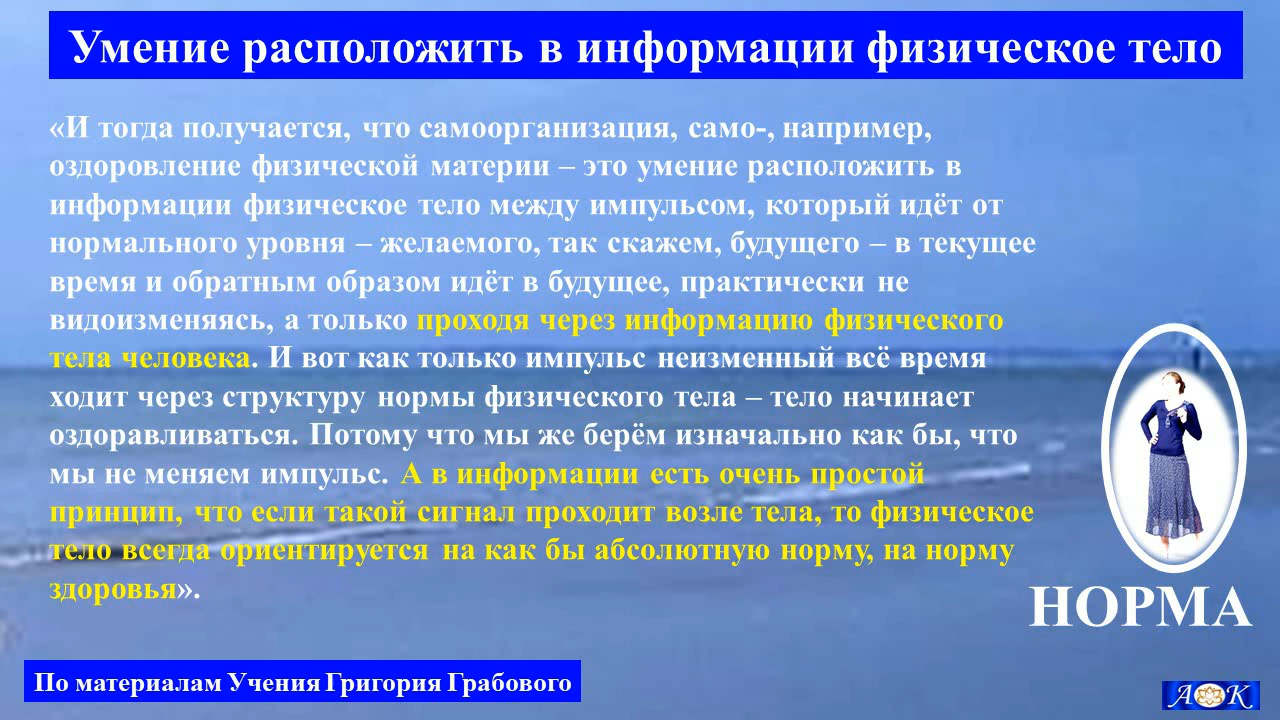 Умение расположить в информации физическое тело
«И тогда получается, что самоорганизация, само-, например,
оздоровление физической материи – это умение расположить в
информации физическое тело между импульсом, который идёт от
нормального уровня – желаемого, так скажем, будущего – в текущее
время и обратным образом идёт в будущее, практически не
видоизменяясь, а только проходя через информацию физического
тела человека. И вот как только импульс неизменный всё время
ходит через структуру нормы физического тела – тело начинает
оздоравливаться. Потому что мы же берём изначально как бы, что
мы не меняем импульс. А в информации есть очень простой
принцип, что если такой сигнал проходит возле тела, то физическое
тело всегда ориентируется на как бы абсолютную норму, на норму
здоровья».
НОРМА
По материалам Учения Григория Грабового
А К